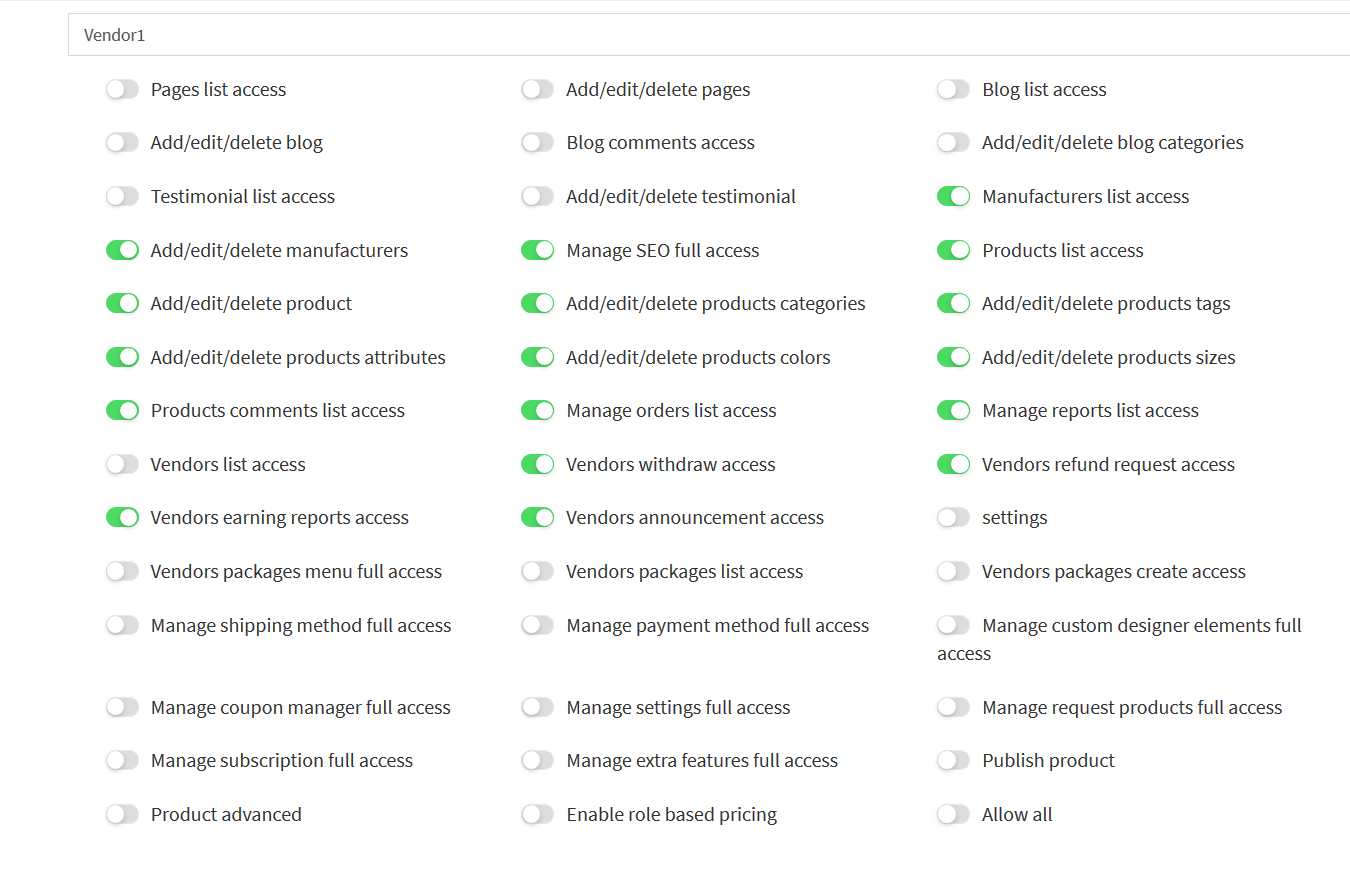 Vendor1
Pages list access
Add/edit/delete pages
Blog list access
Add/edit/delete blog
Blog comments access
Add/edit/delete blog categories
Testimonial list access
Add/edit/delete testimonial
Manufacturers list access
Add/edit/delete manufacturers
Manage SEO full access
Products list access
Add/edit/delete product
Add/edit/delete products categories
Add/edit/delete products tags
Add/edit/delete products attributes
Add/edit/delete products colors
Add/edit/delete products sizes
Products comments list access
Manage orders list access
Manage reports list access
Vendors list access
Vendors withdraw access
Vendors refund request access
Vendors earning reports access
Vendors announcement access
settings
Vendors packages menu full access
Vendors packages list access
Vendors packages create access
Manage shipping method full access
Manage payment method full access
Manage custom designer elements full
access
Manage coupon manager full access
Manage settings full access
Manage request products full access
Manage subscription full access
Manage extra features full access
Publish product
Product advanced
Enable role based pricing
Allow all